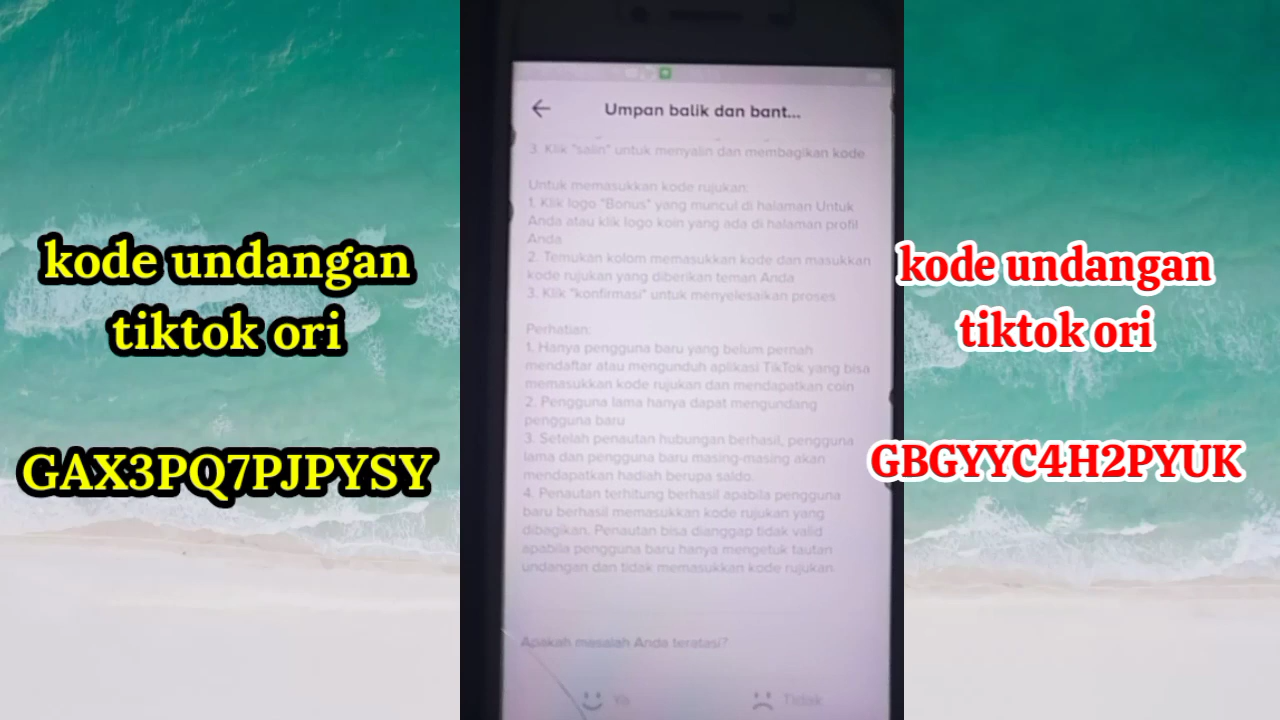 kode undangan
tiktok ori
GAX3PQ7PJPYSY
Umpan balik dan bant...
3. Klik "salin" untuk menyalin dan membagikan kode
Untuk memasukkan kode rujukan:
1. Klik logo "Bonus" yang muncul di halaman Untuk
Anda atau klik logo koin yang ada di halaman profil
Anda
2. Temukan kolom memasukkan kode dan masukkan
kode rujukan yang diberikan teman Anda
3. Klik "konfirmasi" untuk menyelesaikan proses
Perhatian:
1. Hanya pengguna baru yang belum pernah
mendaftar atau mengunduh aplikasi TikTok yang bisa
memasukkan kode rujukan dan mendapatkan coin
2. Pengguna lama hanya dapat mengundang
pengguna baru
3. Setelah penautan hubungan berhasil, pengguna
lama dan pengguna baru masing-masing akan
mendapatkan hadiah berupa saldo.
4. Penautan terhitung berhasil apabila pengguna
baru berhasil memasukkan kode rujukan yang
dibagikan. Penautan bisa dianggap tidak valid
apabila pengguna baru hanya mengetuk tautan
undangan dan tidak memasukkan kode rujukan.
Apakah masalah Anda teratasi?
Ya
Tidak
kode undangan
tiktok ori
GBGYYC4H2PYUK